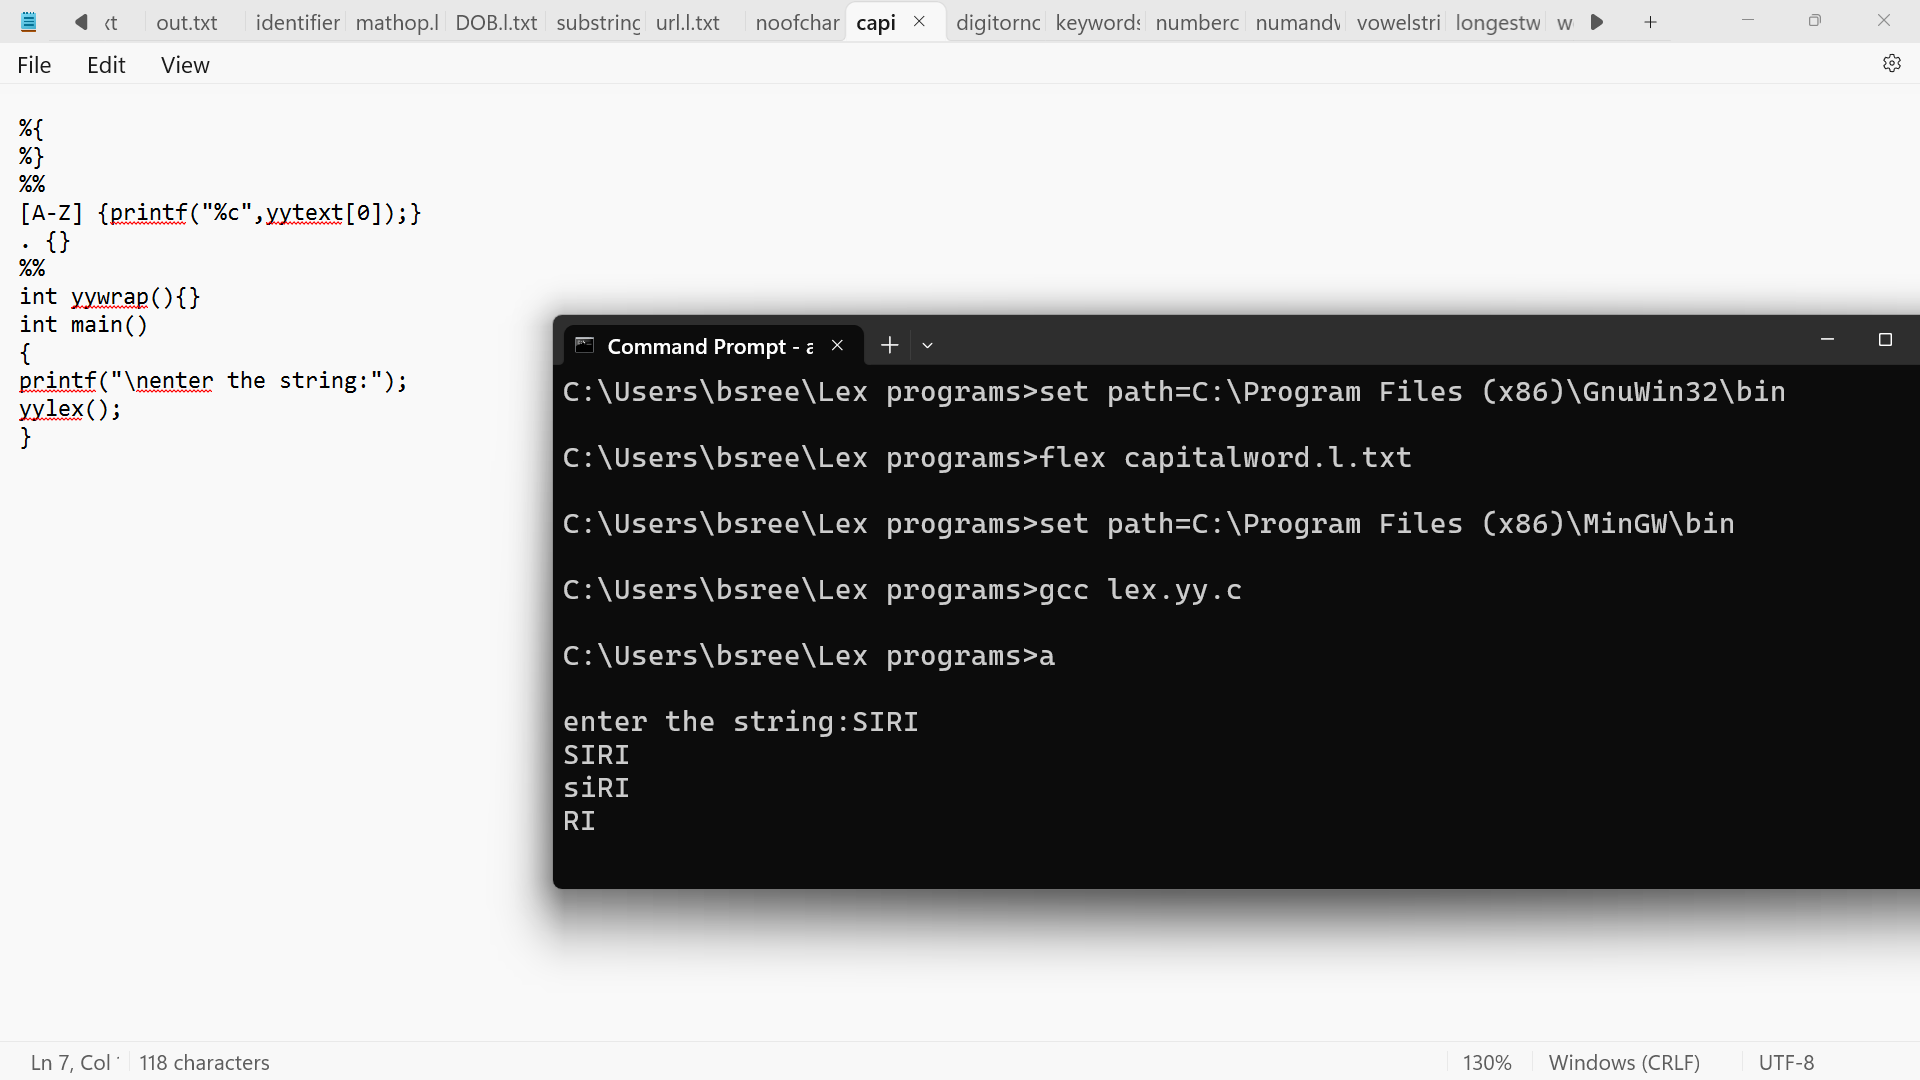 ct out.txt identifier mathop.l DOB.l.txt substring url.l.txt noofchar capi digitornc keywords numberc numandv vowelstri longestw w
File Edit View
%{
%}
%%
[A-Z] {printf("%c",yytext[0]);}
. {}
%%
int yywrap(){}
int main()
{
printf("\nenter the string:");
yylex();
}
Command Prompt - a
C:\Users\bsree\Lex programs>set path=C:\Program Files (x86)\GnuWin32\bin
C:\Users\bsree\Lex programs>flex capitalword.l.txt
C:\Users\bsree\Lex programs>set path=C:\Program Files (x86)\MinGW\bin
C:\Users\bsree\Lex programs>gcc lex.yy.c
C:\Users\bsree\Lex programs>a
enter the string:SIRI
SIRI
siRI
RI
Ln 7, Col 118 characters 130% Windows (CRLF) UTF-8